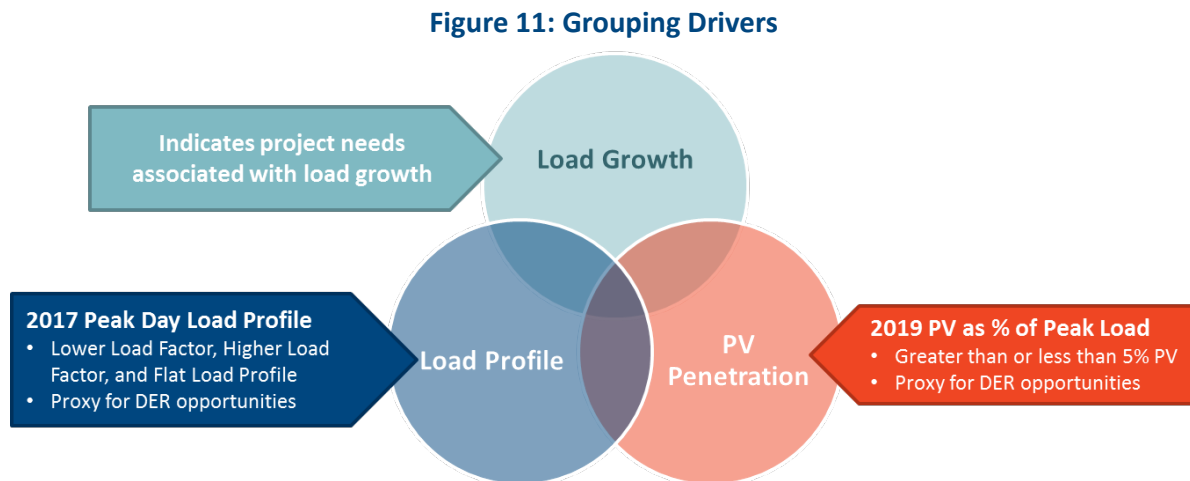 Figure 11: Grouping Drivers
Indicates project needs
associated with load growth
Load Growth
2017 Peak Day Load Profile
• Lower Load Factor, Higher Load
Factor, and Flat Load Profile
• Proxy for DER opportunities
Load Profile
PV
Penetration
2019 PV as % of Peak Load
• Greater than or less than 5% PV
• Proxy for DER opportunities